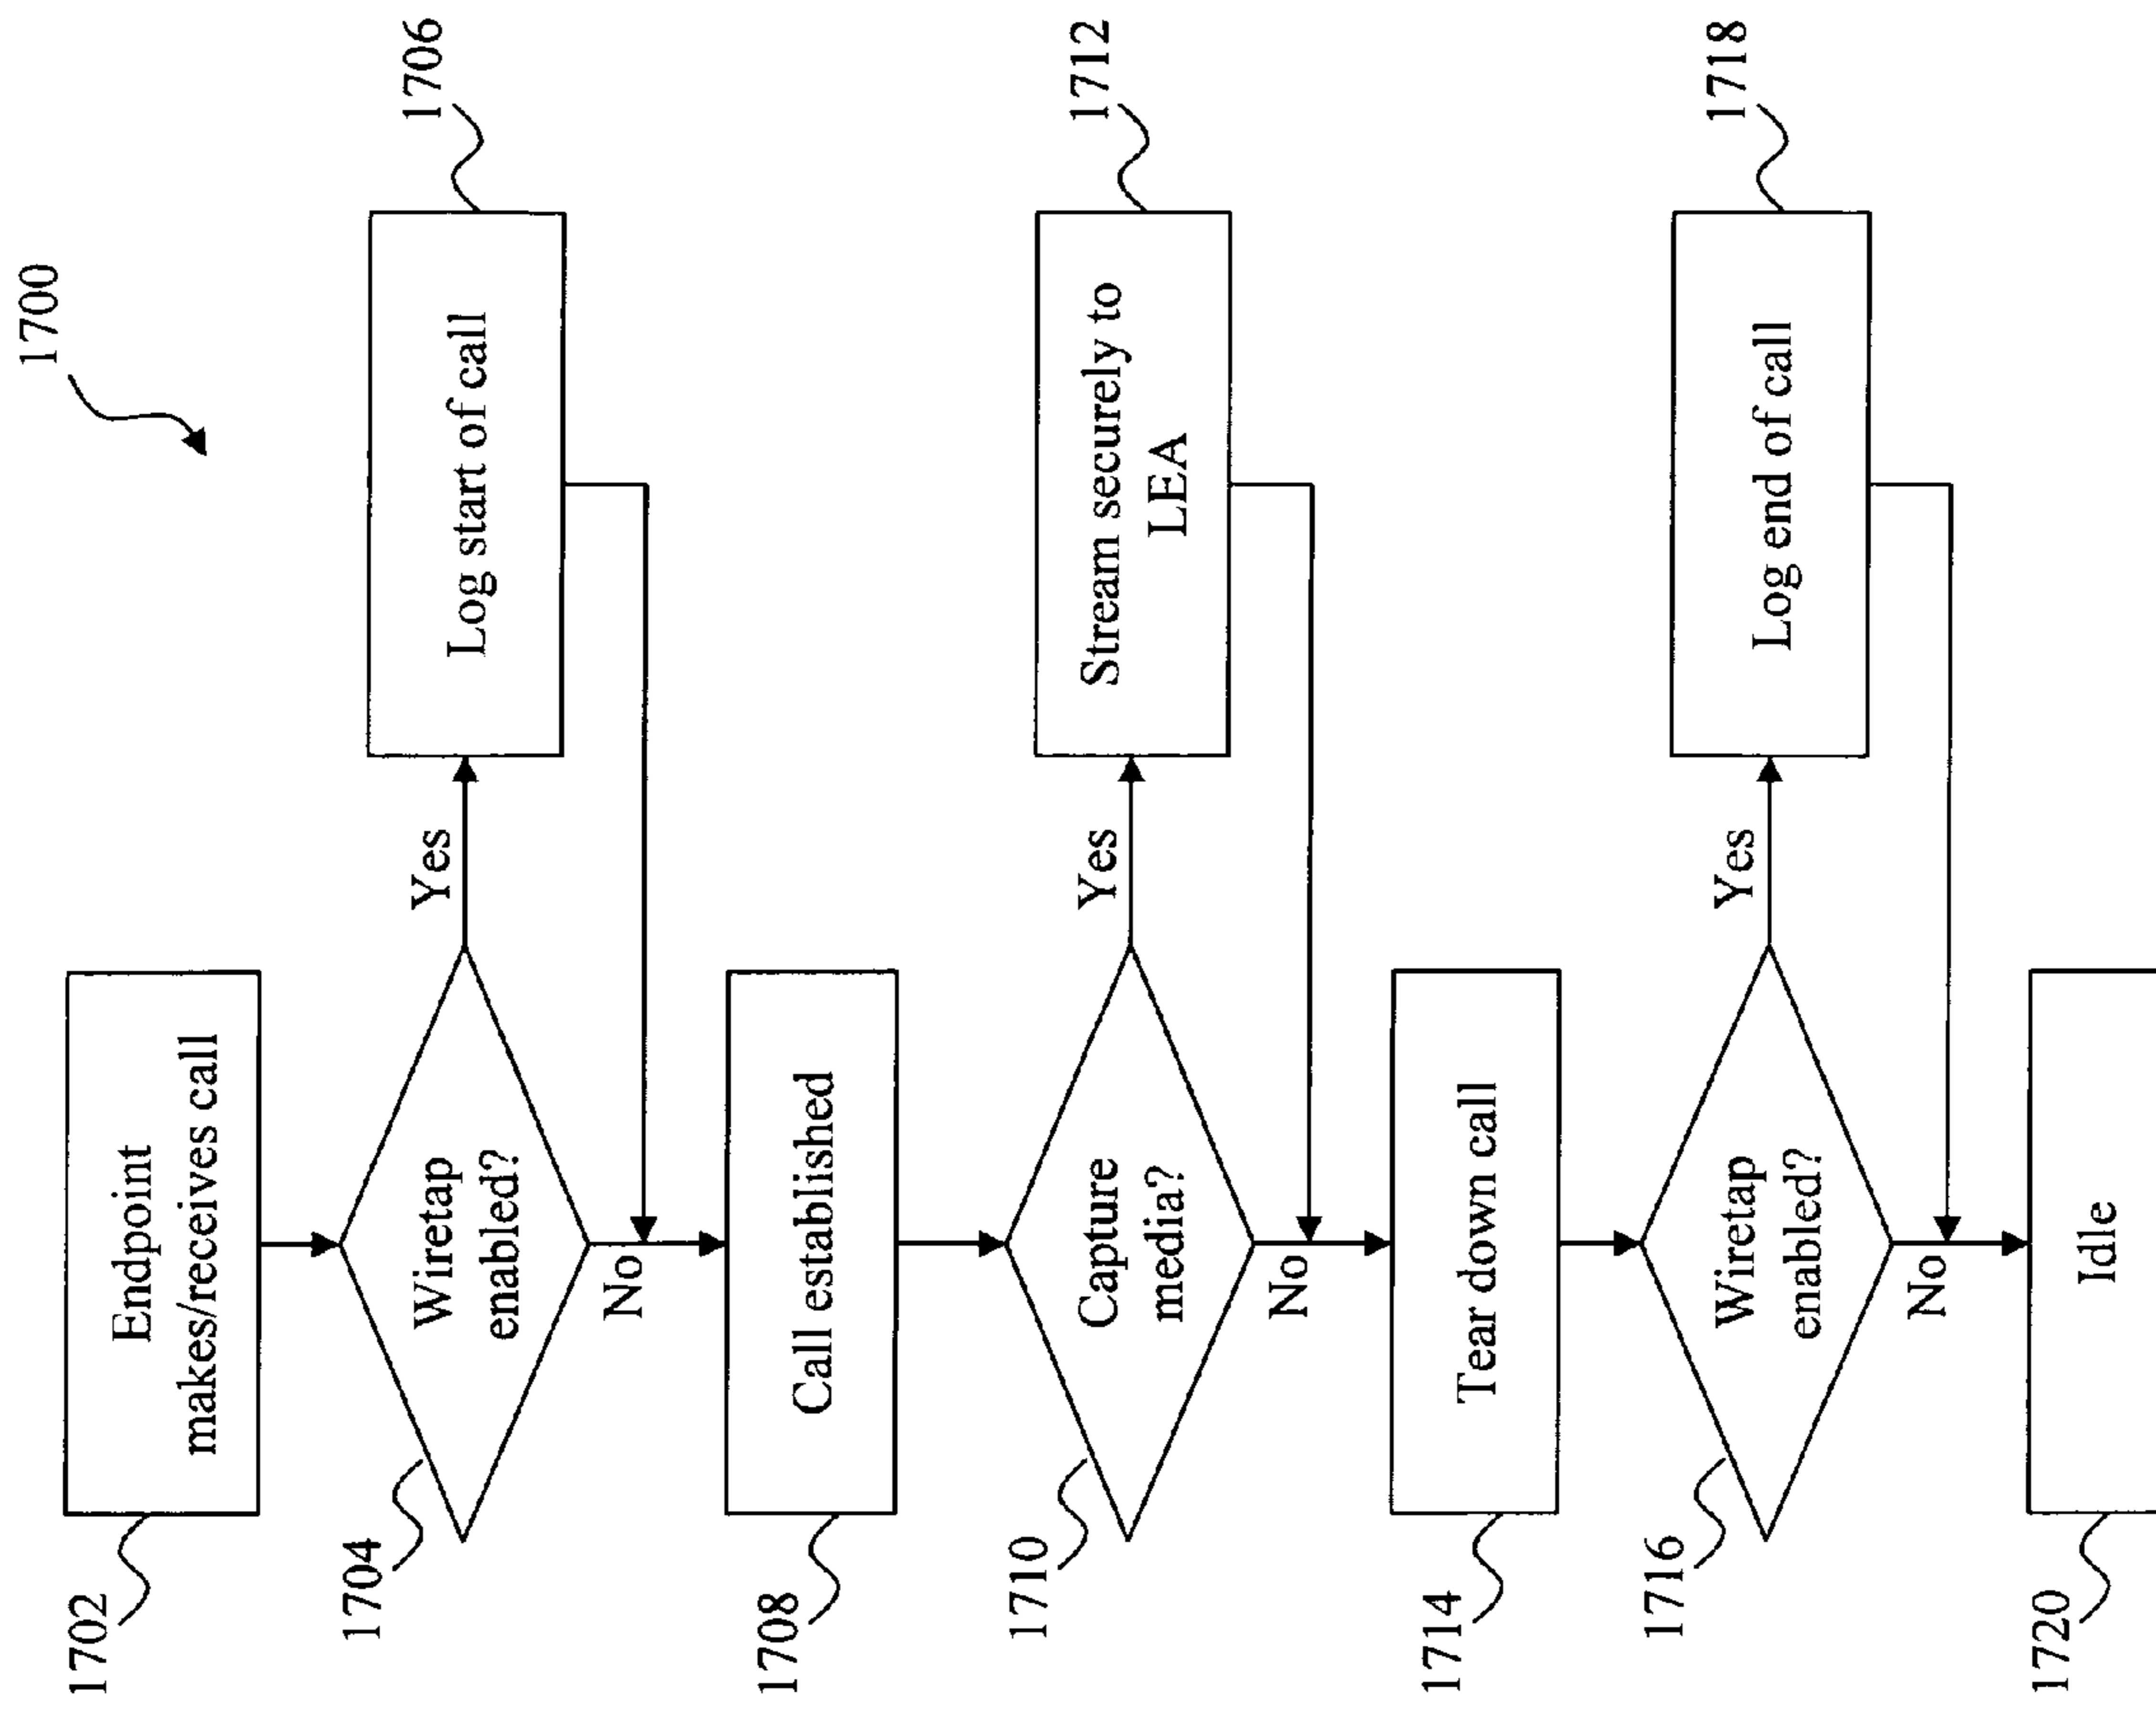 1700
1702
Endpoint
makes/receives call
1704
Wiretap
enabled?
Yes
Log start of call
1706
No
1708
Call established
1710
Capture
media?
Yes
Stream securely to
LEA
1712
No
1714
Tear down call
1716
Wiretap
enabled?
Yes
Log end of call
1718
No
1720
Idle